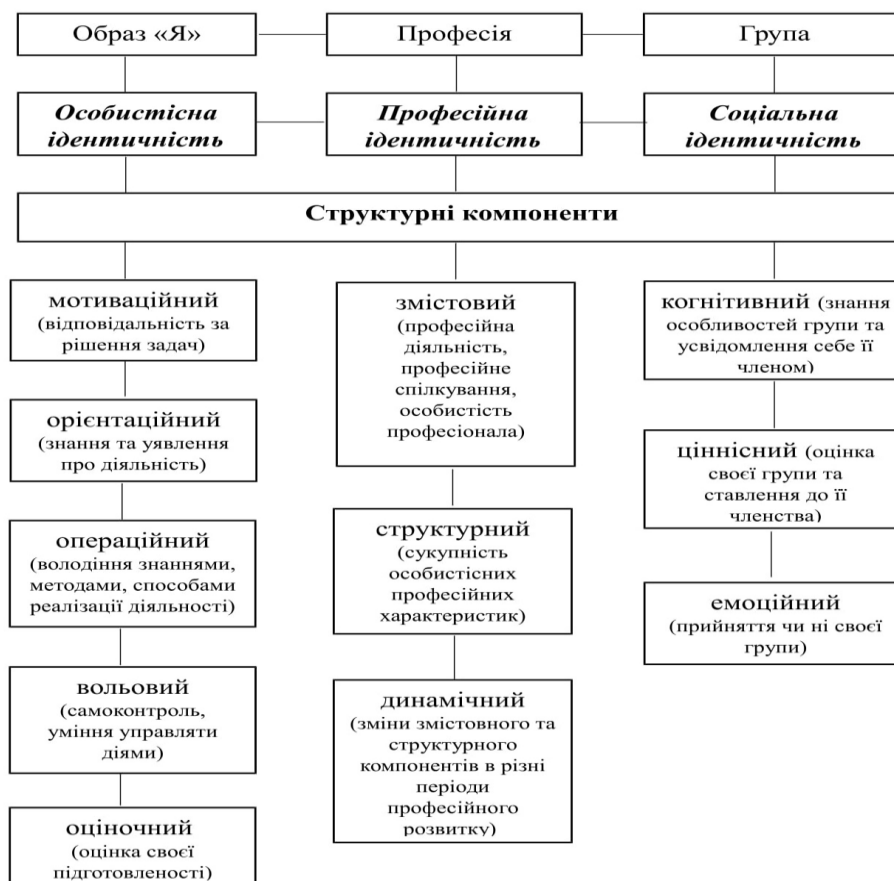 Образ «Я»
Професія
Група
Особистісна
ідентичність
Професійна
ідентичність
Соціальна
ідентичність
Структурні компоненти
мотиваційний
(відповідальність за
рішення задач)
орієнтаційний
(знання та уявлення
про діяльність)
операційний
(володіння знаннями,
методами, способами
реалізації діяльності)
вольовий
(самоконтроль,
уміння управляти
діями)
оціночний
(оцінка своєї
підготовленості)
змістовий
(професійна
діяльність,
професійне
спілкування,
особистість
професіонала)
структурний
(сукупність
особистісних
професійних
характеристик)
динамічний
(зміни змістовного та
структурного
компонентів в різні
періоди
професійного
розвитку)
когнітивний (знання
особливостей групи та
усвідомлення себе її
членом)
ціннісний (оцінка
своєї групи та
ставлення до її
членства)
емоційний
(прийняття чи ні своєї
групи)